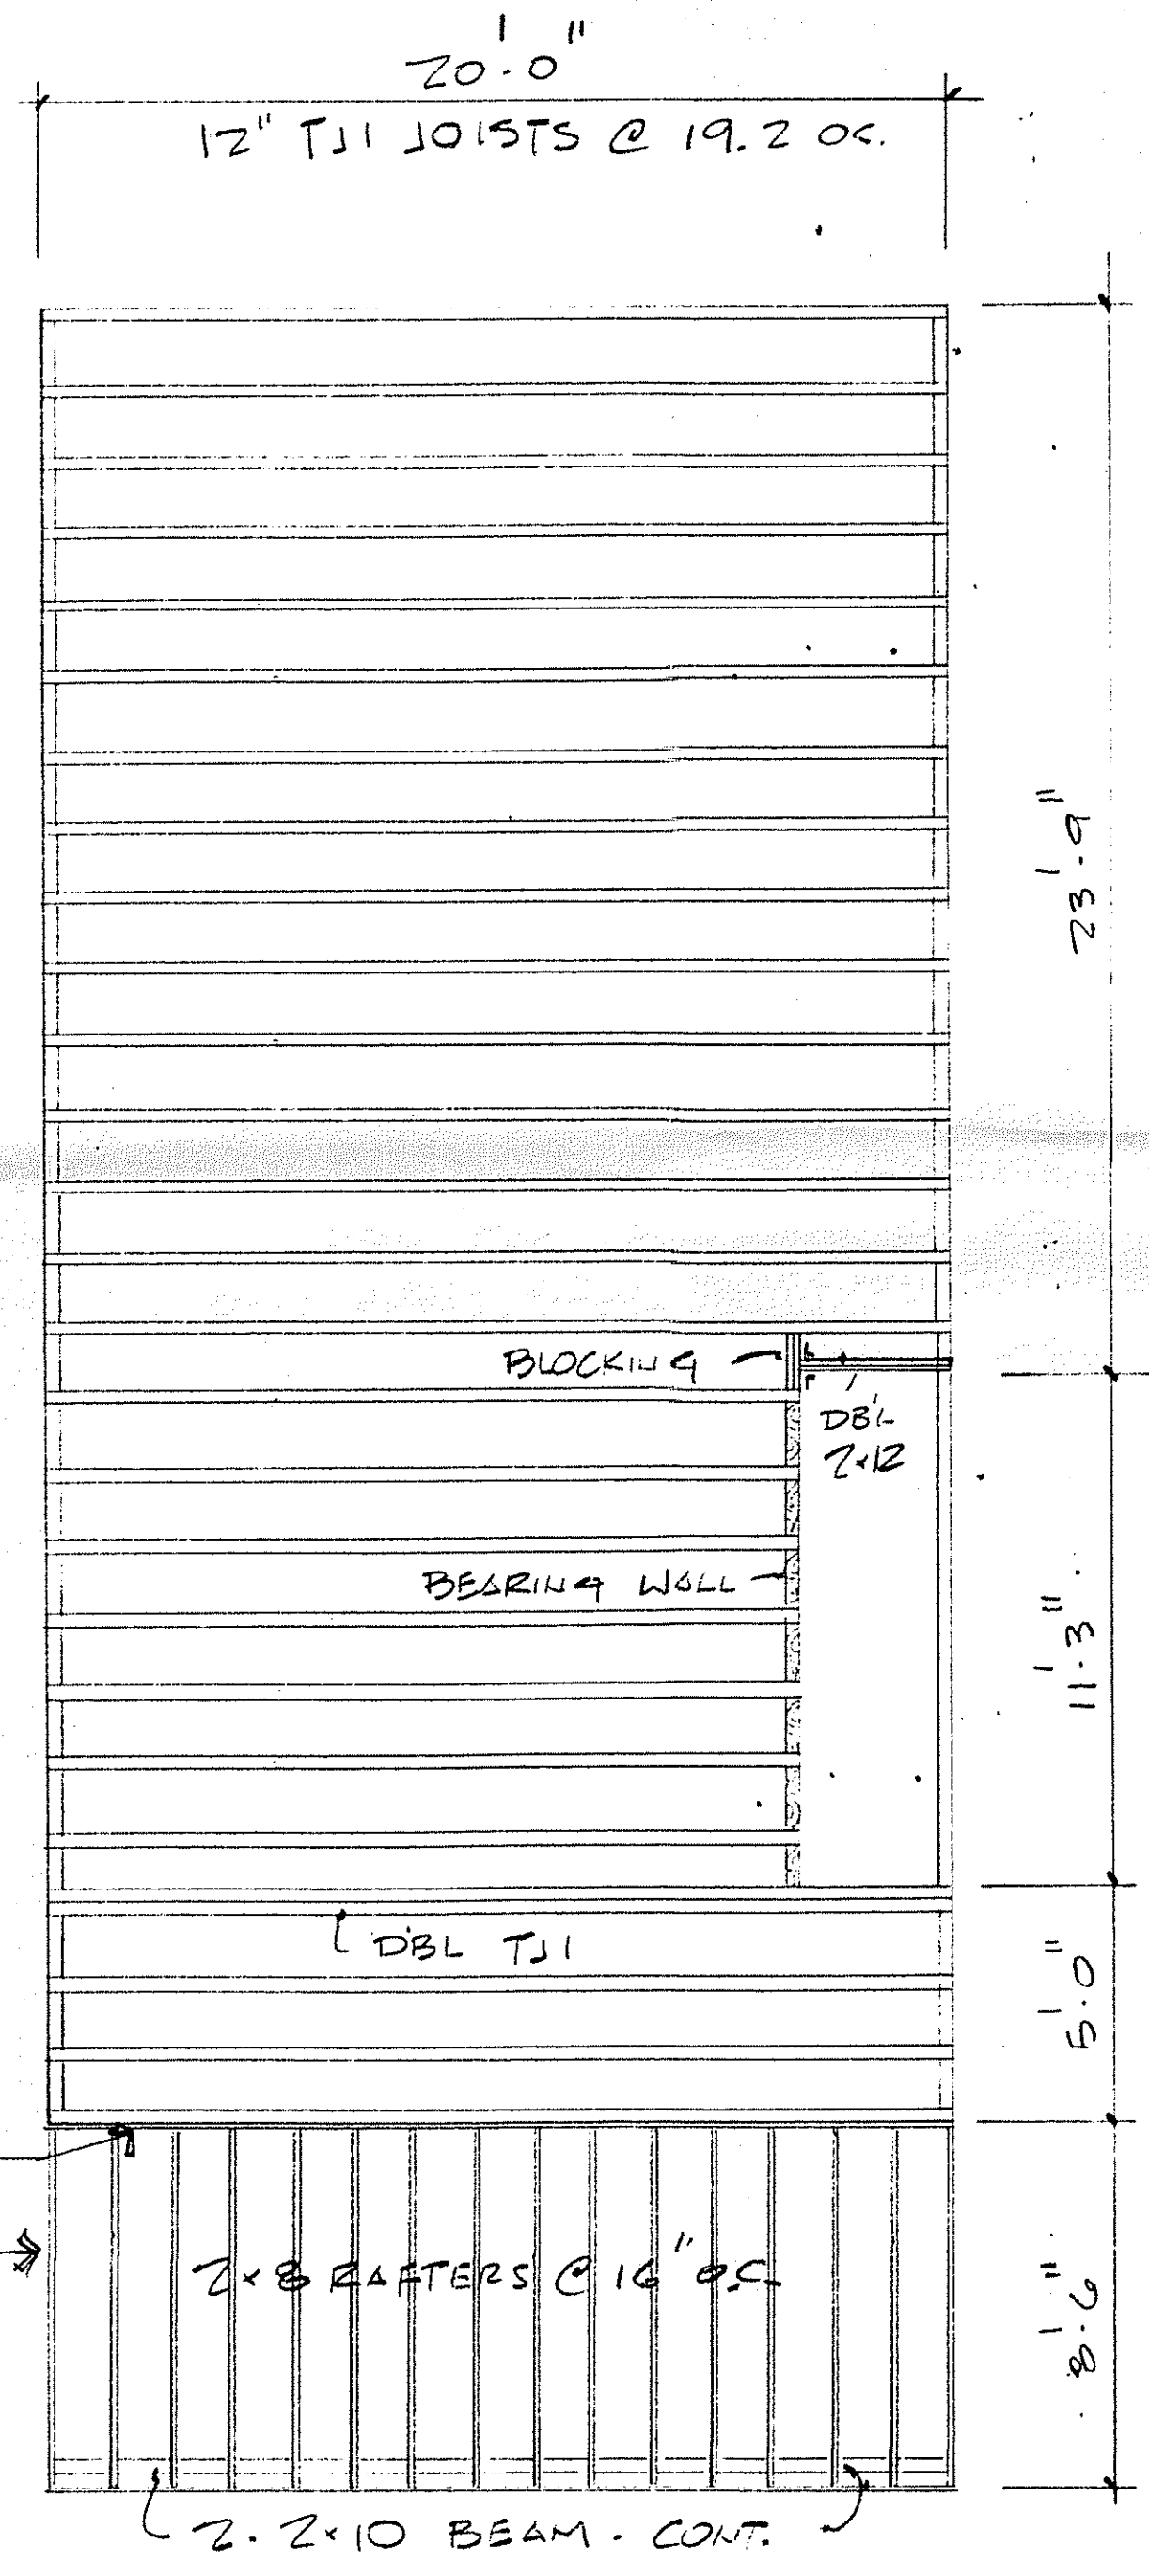 20'-0"
12" TJI JOISTS @ 19.2 OC.
23'-9"
BLOCKING
DB'L
2x12
BEARING WALL
11'-3"
DBL TJI
5'-0"
2x8 RAFTERS @ 16" O.C.
8'-6"
2-2x10 BEAM. CONT.